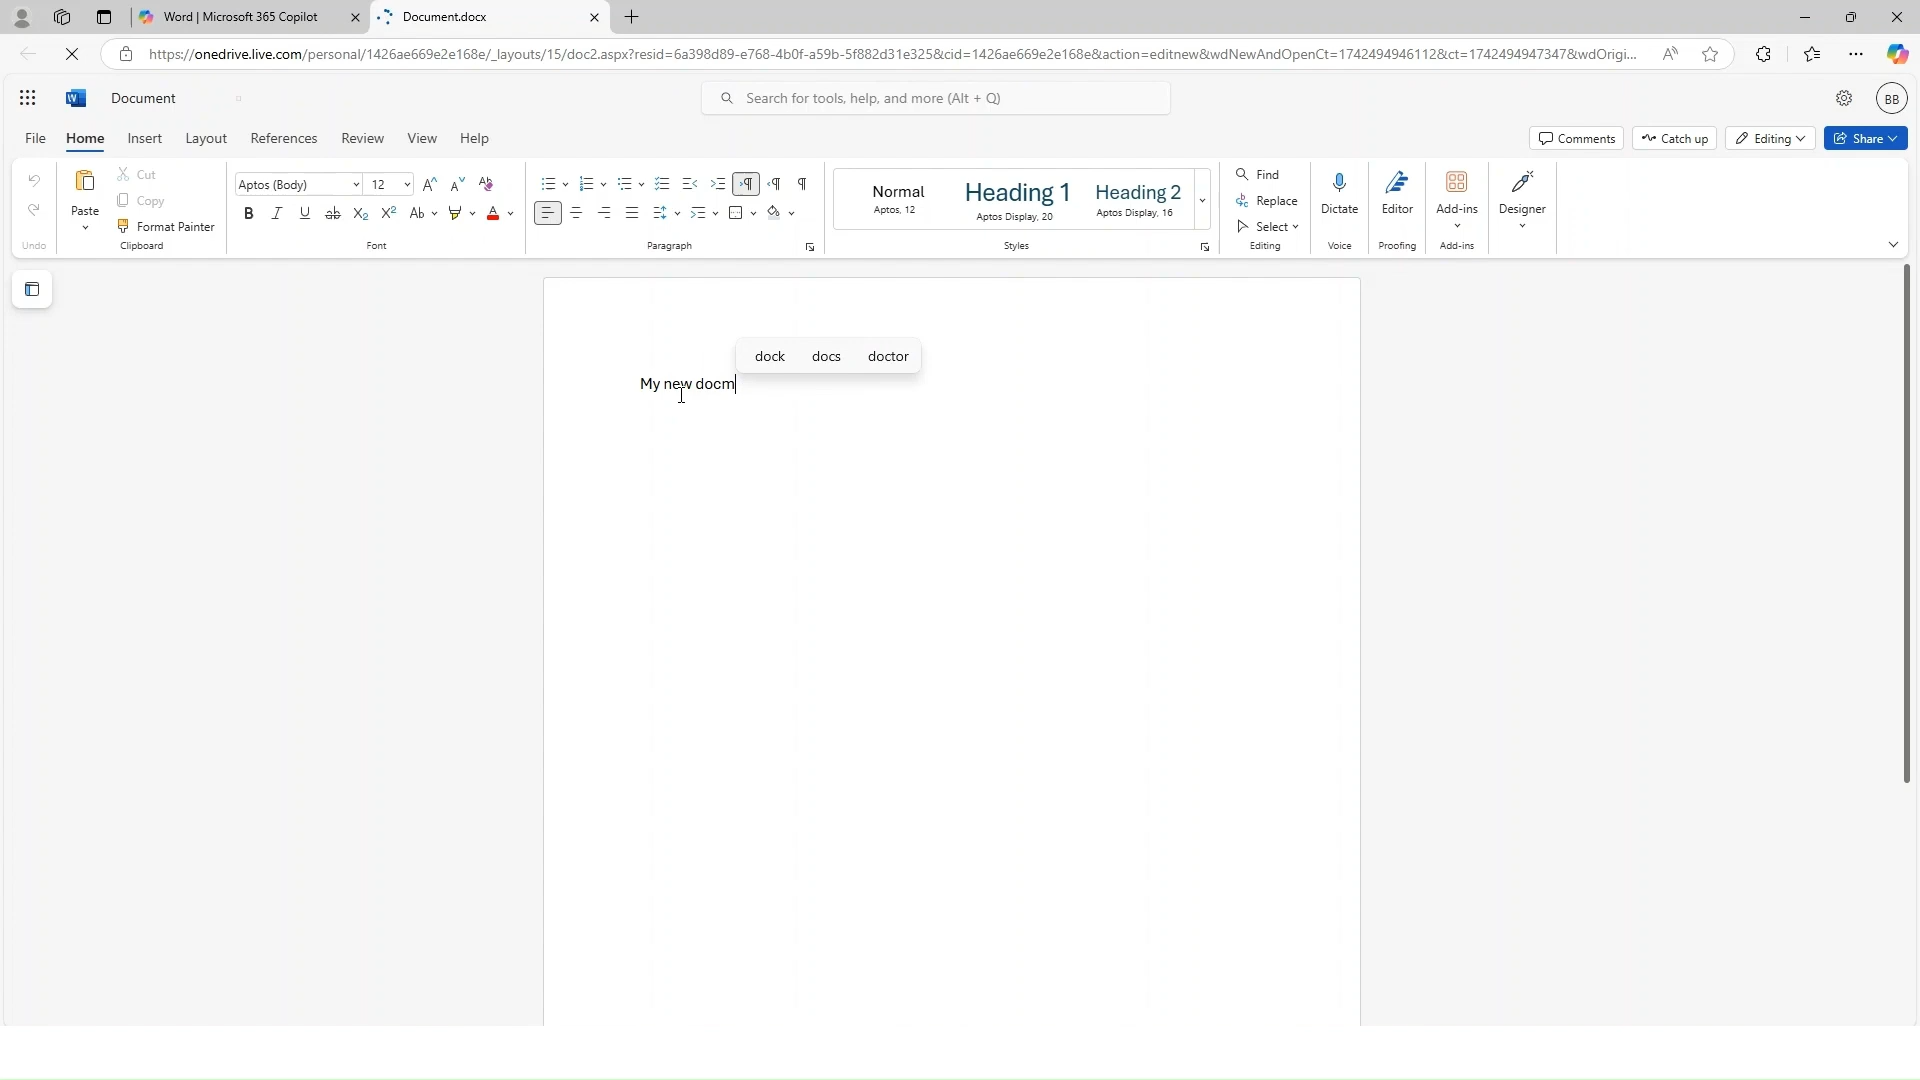 Word | Microsoft 365 Copilot
Document.docx
https://onedrive.live.com/personal/1426ae669e2e168e/_layouts/15/doc2.aspx?resid=6a398d89-e768-4b0f-a59b-5f882d31e325&cid=1426ae669e2e168e&action=editnew&wdNewAndOpenCt=1742494946112&ct=1742494947347&wdOrigi...
Document
Search for tools, help, and more (Alt + Q)
BB
File Home Insert Layout References Review View Help
Comments Catch up Editing Share
Paste
Cut
Copy
Format Painter
Aptos (Body) 12
Normal
Aptos, 12
Heading 1
Aptos Display, 20
Heading 2
Aptos Display, 16
Find
Replace
Select
Dictate
Editor
Add-ins
Designer
Undo Clipboard Font Paragraph Styles Editing Voice Proofing Add-ins
dock docs doctor
My new docm